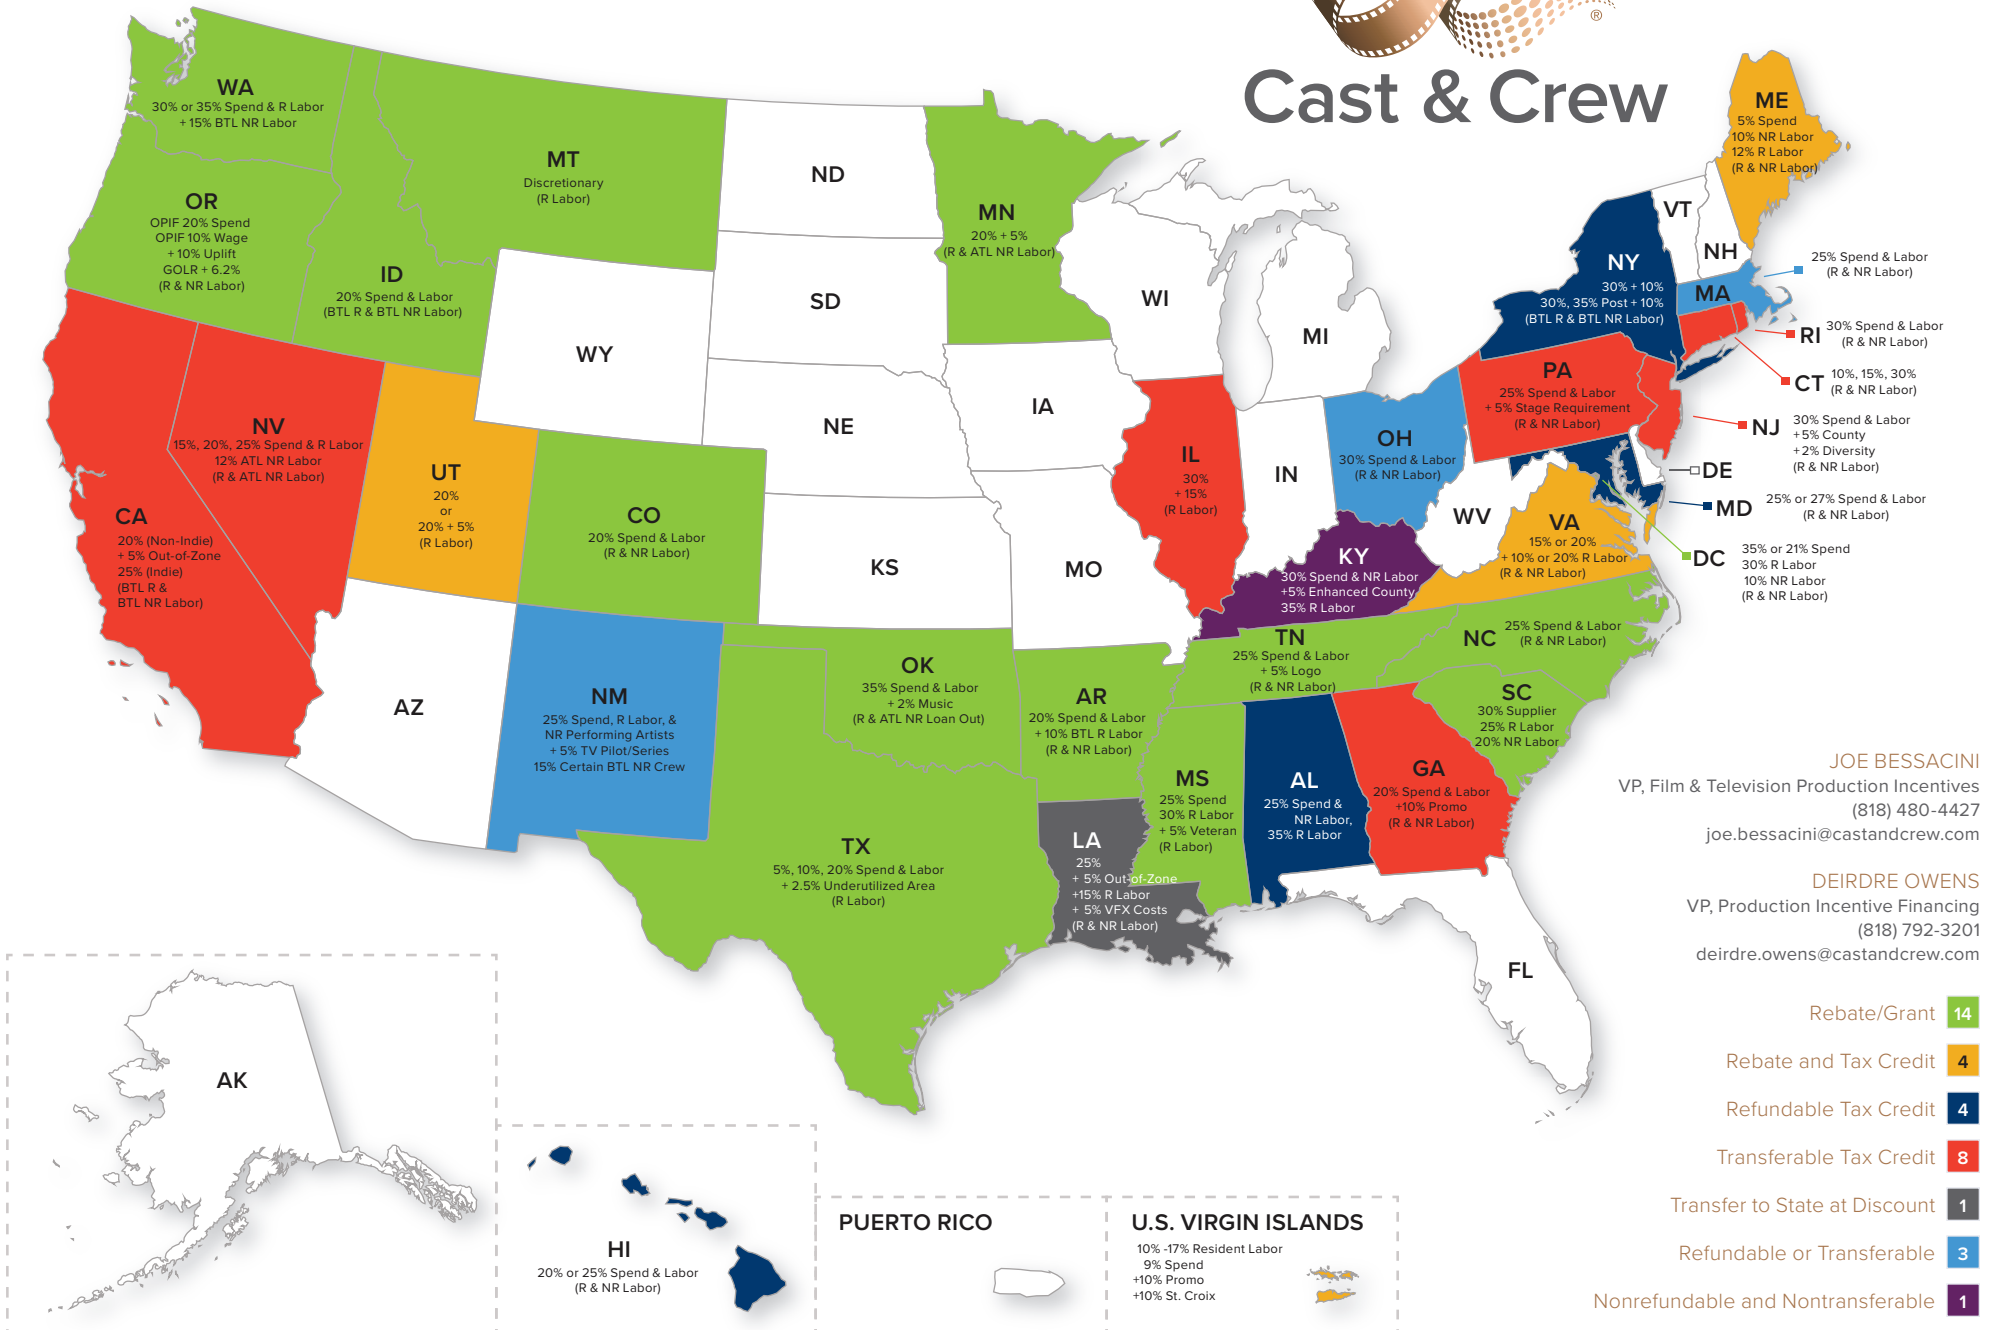 ®
Cast & Crew
WA
30% or 35% Spend & R Labor
+ 15% BTL NR Labor
OR
OPIF 20% Spend
OPIF 10% Wage
+ 10% Uplift
GOLR + 6.2%
(R & NR Labor)
ID
20% Spend & Labor
(BTL R & BTL NR Labor)
MT
Discretionary
(R Labor)
ND
SD
MN
20% + 5%
(R & ATL NR Labor)
WI
MI
ME
5% Spend
10% NR Labor
12% R Labor
(R & NR Labor)
VT
NH
NY
30% + 10%
30%, 35% Post + 10%
(BTL R & BTL NR Labor)
MA
25% Spend & Labor
(R & NR Labor)
RI
30% Spend & Labor
(R & NR Labor)
CT
10%, 15%, 30%
(R & NR Labor)
NJ
30% Spend & Labor
+5% County
+2% Diversity
(R & NR Labor)
DE
MD
25% or 27% Spend & Labor
(R & NR Labor)
DC
35% or 21% Spend
30% R Labor
10% NR Labor
(R & NR Labor)
PA
25% Spend & Labor
+ 5% Stage Requirement
(R & NR Labor)
OH
30% Spend & Labor
(R & NR Labor)
WY
NE
IA
IL
30%
+ 15%
(R Labor)
IN
WV
VA
15% or 20%
+ 10% or 20% R Labor
(R & NR Labor)
KY
30% Spend & NR Labor
+5% Enhanced County
35% R Labor
NV
15%, 20%, 25% Spend & R Labor
12% ATL NR Labor
(R & ATL NR Labor)
CA
20% (Non-Indie)
+ 5% Out-of-Zone
25% (Indie)
(BTL R &
BTL NR Labor)
UT
20%
or
20% + 5%
(R Labor)
CO
20% Spend & Labor
(R & NR Labor)
KS
MO
AZ
NM
25% Spend, R Labor, &
NR Performing Artists
+ 5% TV Pilot/Series
15% Certain BTL NR Crew
OK
35% Spend & Labor
+ 2% Music
(R & ATL NR Loan Out)
AR
20% Spend & Labor
+ 10% BTL R Labor
(R & NR Labor)
TN
25% Spend & Labor
+ 5% Logo
(R & NR Labor)
NC
25% Spend & Labor
(R & NR Labor)
SC
30% Supplier
25% R Labor
20% NR Labor
TX
5%, 10%, 20% Spend & Labor
+ 2.5% Underutilized Area
(R Labor)
LA
25%
+ 5% Out-of-Zone
+15% R Labor
+ 5% VFX Costs
(R & NR Labor)
MS
25% Spend
30% R Labor
+ 5% Veteran
(R Labor)
AL
25% Spend &
NR Labor,
35% R Labor
GA
20% Spend & Labor
+10% Promo
(R & NR Labor)
FL
AK
HI
20% or 25% Spend & Labor
(R & NR Labor)
PUERTO RICO
U.S. VIRGIN ISLANDS
10% -17% Resident Labor
9% Spend
+10% Promo
+10% St. Croix
JOE BESSACINI
VP, Film & Television Production Incentives
(818) 480-4427
joe.bessacini@castandcrew.com
DEIRDRE OWENS
VP, Production Incentive Financing
(818) 792-3201
deirdre.owens@castandcrew.com
Rebate/Grant 14
Rebate and Tax Credit 4
Refundable Tax Credit 4
Transferable Tax Credit 8
Transfer to State at Discount 1
Refundable or Transferable 3
Nonrefundable and Nontransferable 1